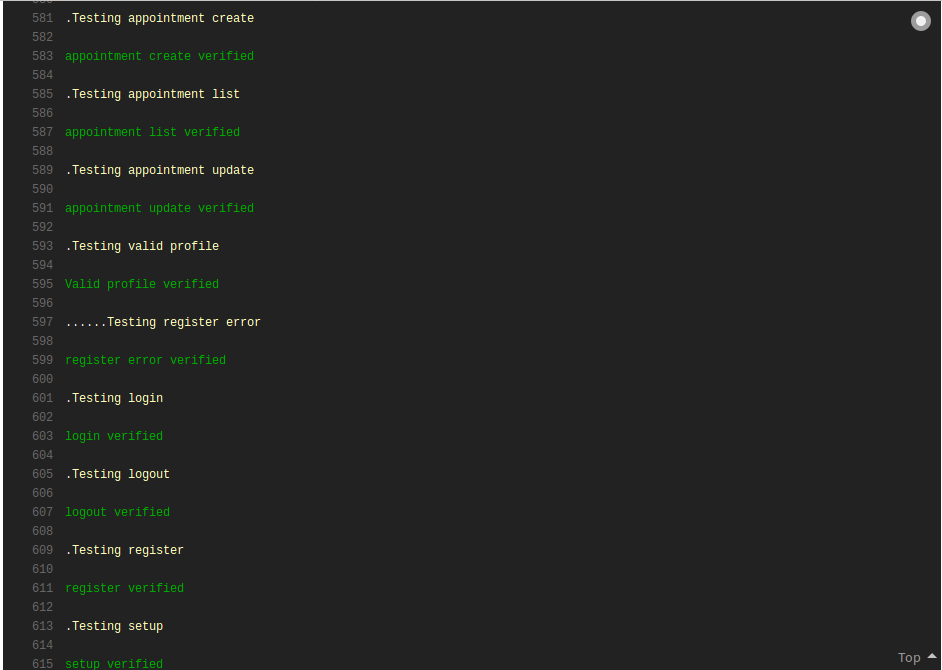 581 .Testing appointment create
582
583 appointment create verified
584
585 .Testing appointment list
586
587 appointment list verified
588
589 .Testing appointment update
590
591 appointment update verified
592
593 .Testing valid profile
594
595 Valid profile verified
596
597 ......Testing register error
598
599 register error verified
600
601 .Testing login
602
603 login verified
604
605 .Testing logout
606
607 logout verified
608
609 .Testing register
610
611 register verified
612
613 .Testing setup
614
615 setup verified
Top